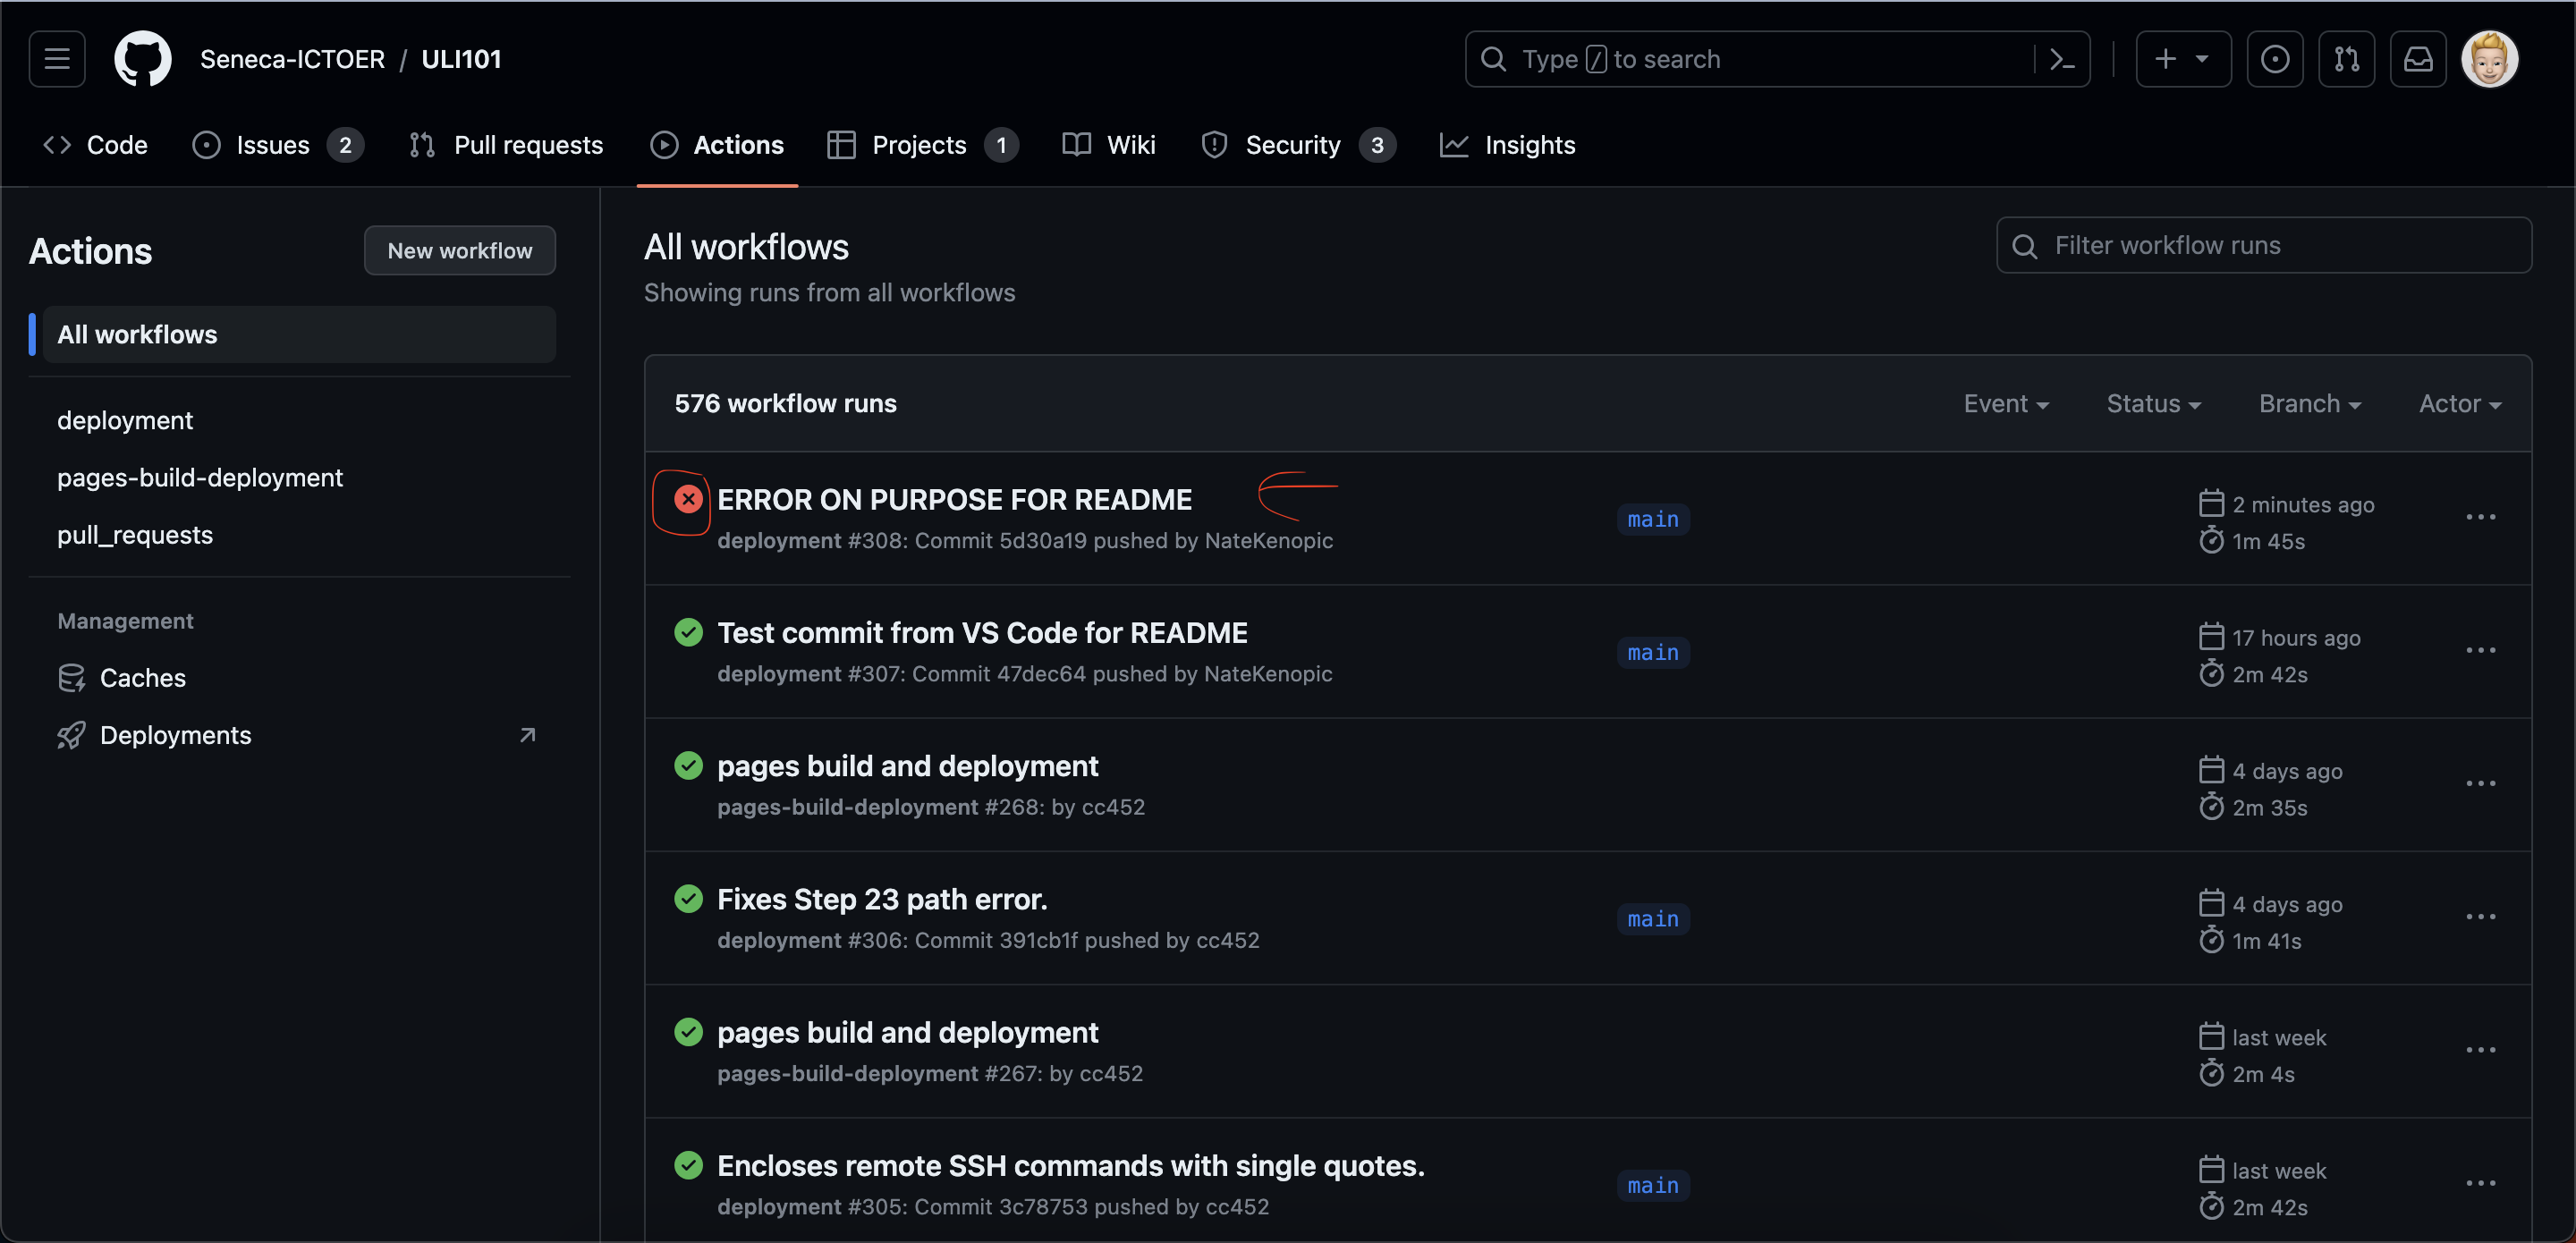 Seneca-ICTOER / ULI101
Type / to search
Code
Issues 2
Pull requests
Actions
Projects 1
Wiki
Security 3
Insights
Actions
New workflow
All workflows
deployment
pages-build-deployment
pull_requests
Management
Caches
Deployments
All workflows
Showing runs from all workflows
Filter workflow runs
576 workflow runs
Event
Status
Branch
Actor
ERROR ON PURPOSE FOR README
deployment #308: Commit 5d30a19 pushed by NateKenopic
main
2 minutes ago
1m 45s
Test commit from VS Code for README
deployment #307: Commit 47dec64 pushed by NateKenopic
main
17 hours ago
2m 42s
pages build and deployment
pages-build-deployment #268: by cc452
4 days ago
2m 35s
Fixes Step 23 path error.
deployment #306: Commit 391cb1f pushed by cc452
main
4 days ago
1m 41s
pages build and deployment
pages-build-deployment #267: by cc452
last week
2m 4s
Encloses remote SSH commands with single quotes.
deployment #305: Commit 3c78753 pushed by cc452
main
last week
2m 42s